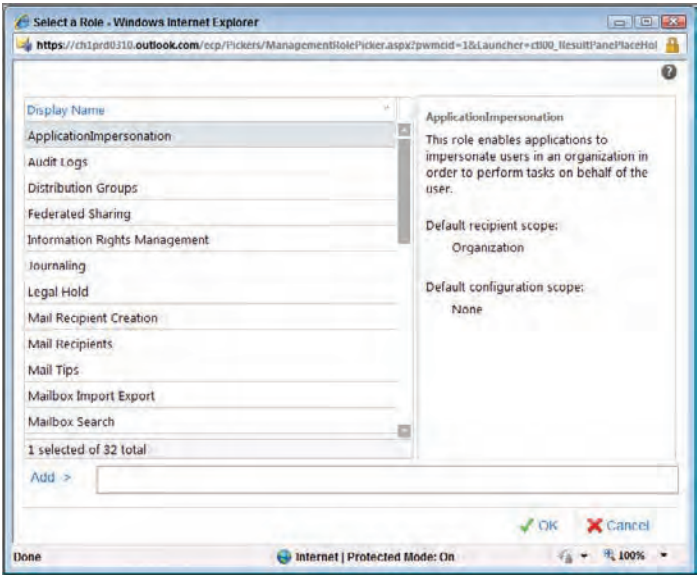 Select a Role - Windows Internet Explorer
https://ch1prd0310.outlook.com/ecp/Pickers/ManagementRolePicker.aspx?pwmcid=1&Launcher=ctl00_ResultPanePlaceHol
Display Name
ApplicationImpersonation
Audit Logs
Distribution Groups
Federated Sharing
Information Rights Management
Journaling
Legal Hold
Mail Recipient Creation
Mail Recipients
Mail Tips
Mailbox Import Export
Mailbox Search
1 selected of 32 total
ApplicationImpersonation
This role enables applications to
impersonate users in an organization in
order to perform tasks on behalf of the
user.
Default recipient scope:
Organization
Default configuration scope:
None
Add >
OK
Cancel
Done
Internet | Protected Mode: On
100%